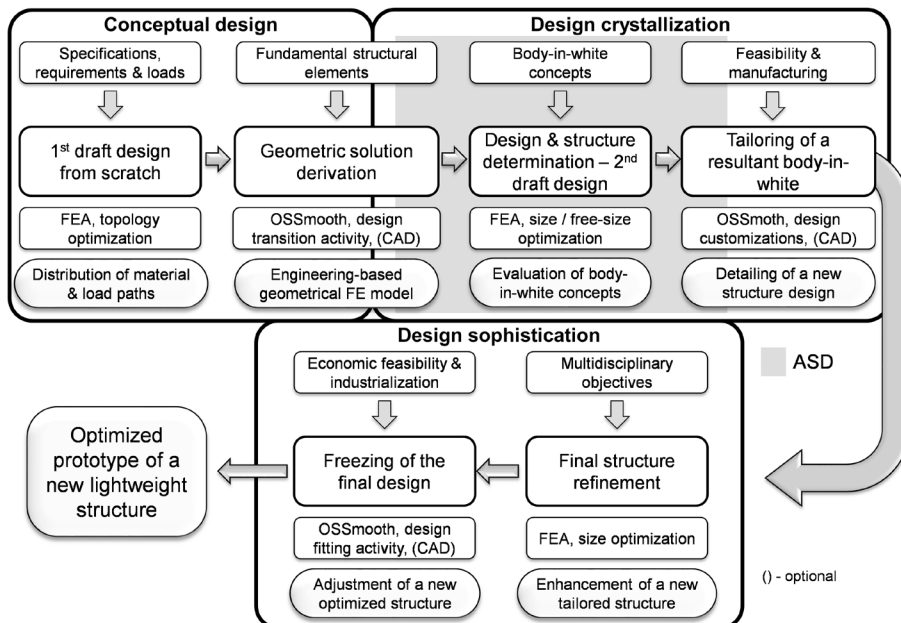 Conceptual design
Design crystallization
Specifications,
requirements & loads
Fundamental structural
elements
Body-in-white
concepts
Feasibility &
manufacturing
1st draft design
from scratch
Geometric solution
derivation
Design & structure
determination – 2nd
draft design
Tailoring of a
resultant body-in-
white
FEA, topology
optimization
OSSmooth, design
transition activity, (CAD)
FEA, size / free-size
optimization
OSSmoth, design
customizations, (CAD)
Distribution of material
& load paths
Engineering-based
geometrical FE model
Evaluation of body-
in-white concepts
Detailing of a new
structure design
Design sophistication
ASD
Economic feasibility &
industrialization
Multidisciplinary
objectives
Optimized
prototype of a
new lightweight
structure
Freezing of the
final design
Final structure
refinement
OSSmooth, design
fitting activity, (CAD)
FEA, size optimization
Adjustment of a new
optimized structure
Enhancement of a new
tailored structure
() - optional